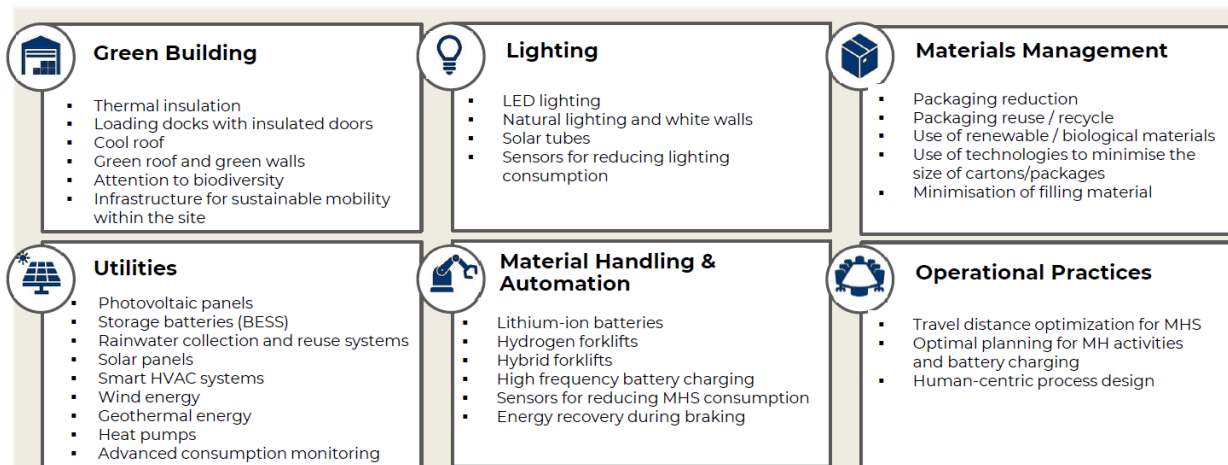 Green Building
▪ Thermal insulation
▪ Loading docks with insulated doors
▪ Cool roof
▪ Green roof and green walls
▪ Attention to biodiversity
▪ Infrastructure for sustainable mobility
within the site
Lighting
▪ LED lighting
▪ Natural lighting and white walls
▪ Solar tubes
▪ Sensors for reducing lighting
consumption
Materials Management
▪ Packaging reduction
▪ Packaging reuse / recycle
▪ Use of renewable / biological materials
▪ Use of technologies to minimise the
size of cartons/packages
▪ Minimisation of filling material
Utilities
▪ Photovoltaic panels
▪ Storage batteries (BESS)
▪ Rainwater collection and reuse systems
▪ Solar panels
▪ Smart HVAC systems
▪ Wind energy
▪ Geothermal energy
▪ Heat pumps
▪ Advanced consumption monitoring
Material Handling &
Automation
▪ Lithium-ion batteries
▪ Hydrogen forklifts
▪ Hybrid forklifts
▪ High frequency battery charging
▪ Sensors for reducing MHS consumption
▪ Energy recovery during braking
Operational Practices
▪ Travel distance optimization for MHS
▪ Optimal planning for MH activities
and battery charging
▪ Human-centric process design